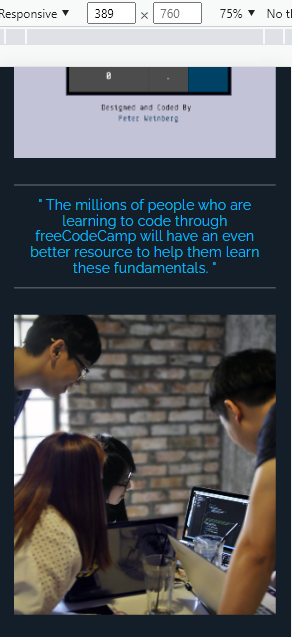 Responsive ▼ 389 × 760 75% ▼ No t
0 .
Designed and Coded By
Peter Weinberg
" The millions of people who are
learning to code through
freeCodeCamp will have an even
better resource to help them learn
these fundamentals. "